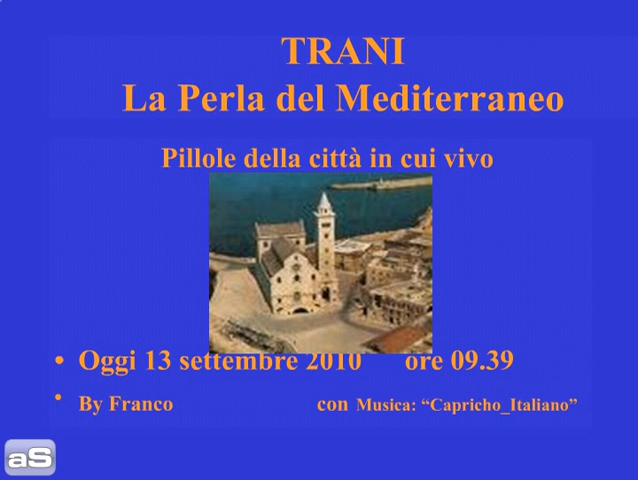 TRANI
La Perla del Mediterraneo
Pillole della città in cui vivo
• Oggi 13 settembre 2010 ore 09.39
• By Franco con Musica: “Capricho_Italiano”
aS